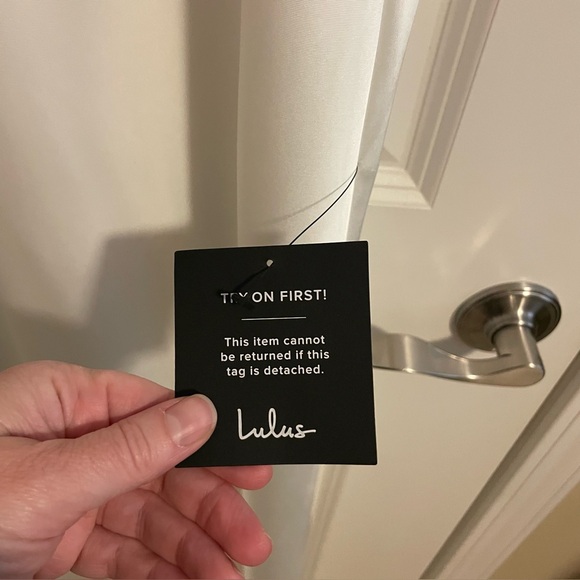 TRY ON FIRST!
This item cannot
be returned if this
tag is detached.
Lulus